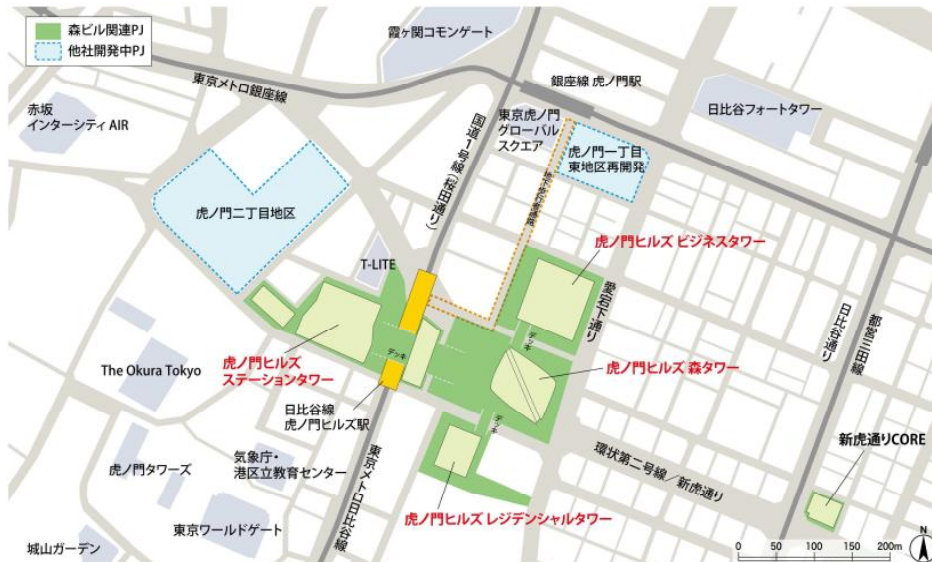 森ビル関連PJ
他社開発中PJ
霞ヶ関コモンゲート
東京メトロ銀座線
銀座線 虎ノ門駅
赤坂
インターシティ AIR
国道1号線(桜田通り)
東京虎ノ門
グローバル
スクエア
日比谷フォートタワー
虎ノ門一丁目
東地区再開発
地下歩行者通路
虎ノ門二丁目地区
T-LITE
虎ノ門ヒルズ ビジネスタワー
愛宕下通り
日比谷通り
都営三田線
デッキ
デッキ
虎ノ門ヒルズ
ステーションタワー
虎ノ門ヒルズ 森タワー
The Okura Tokyo
日比谷線
虎ノ門ヒルズ駅
デッキ
新虎通りCORE
環状第二号線/新虎通り
虎ノ門タワーズ
気象庁・
港区立教育センター
東京メトロ日比谷線
虎ノ門ヒルズ レジデンシャルタワー
東京ワールドゲート
城山ガーデン
0 50 100 150 200m
N